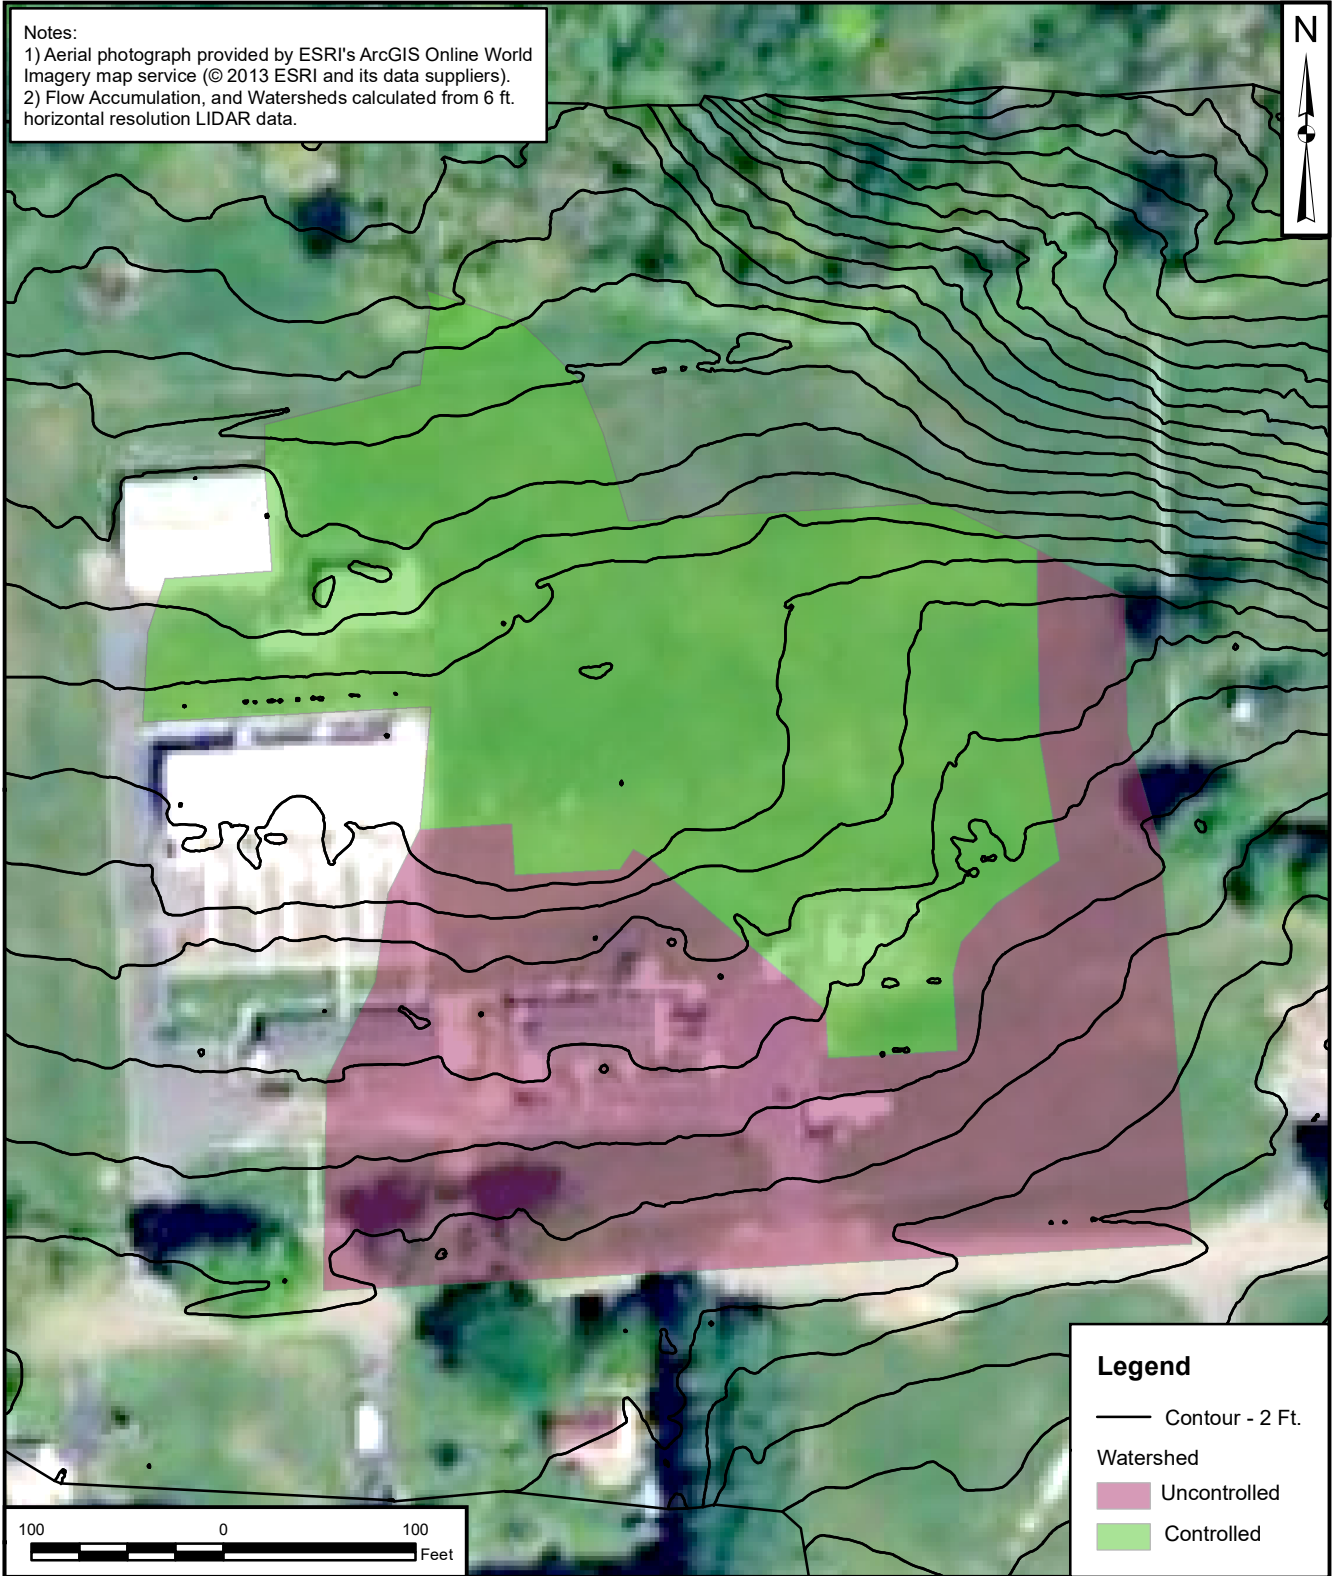 Notes:
1) Aerial photograph provided by ESRI's ArcGIS Online World
Imagery map service (© 2013 ESRI and its data suppliers).
2) Flow Accumulation, and Watersheds calculated from 6 ft.
horizontal resolution LIDAR data.
N
Legend
Contour - 2 Ft.
Watershed
Uncontrolled
Controlled
100 0 100
Feet